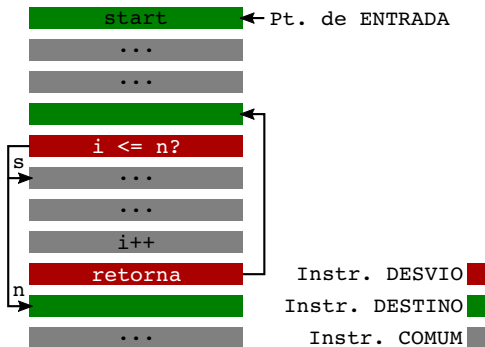 start
Pt. de ENTRADA
...
...
i <= n?
s
...
...
i++
retorna
Instr. DESVIO
n
Instr. DESTINO
...
Instr. COMUM